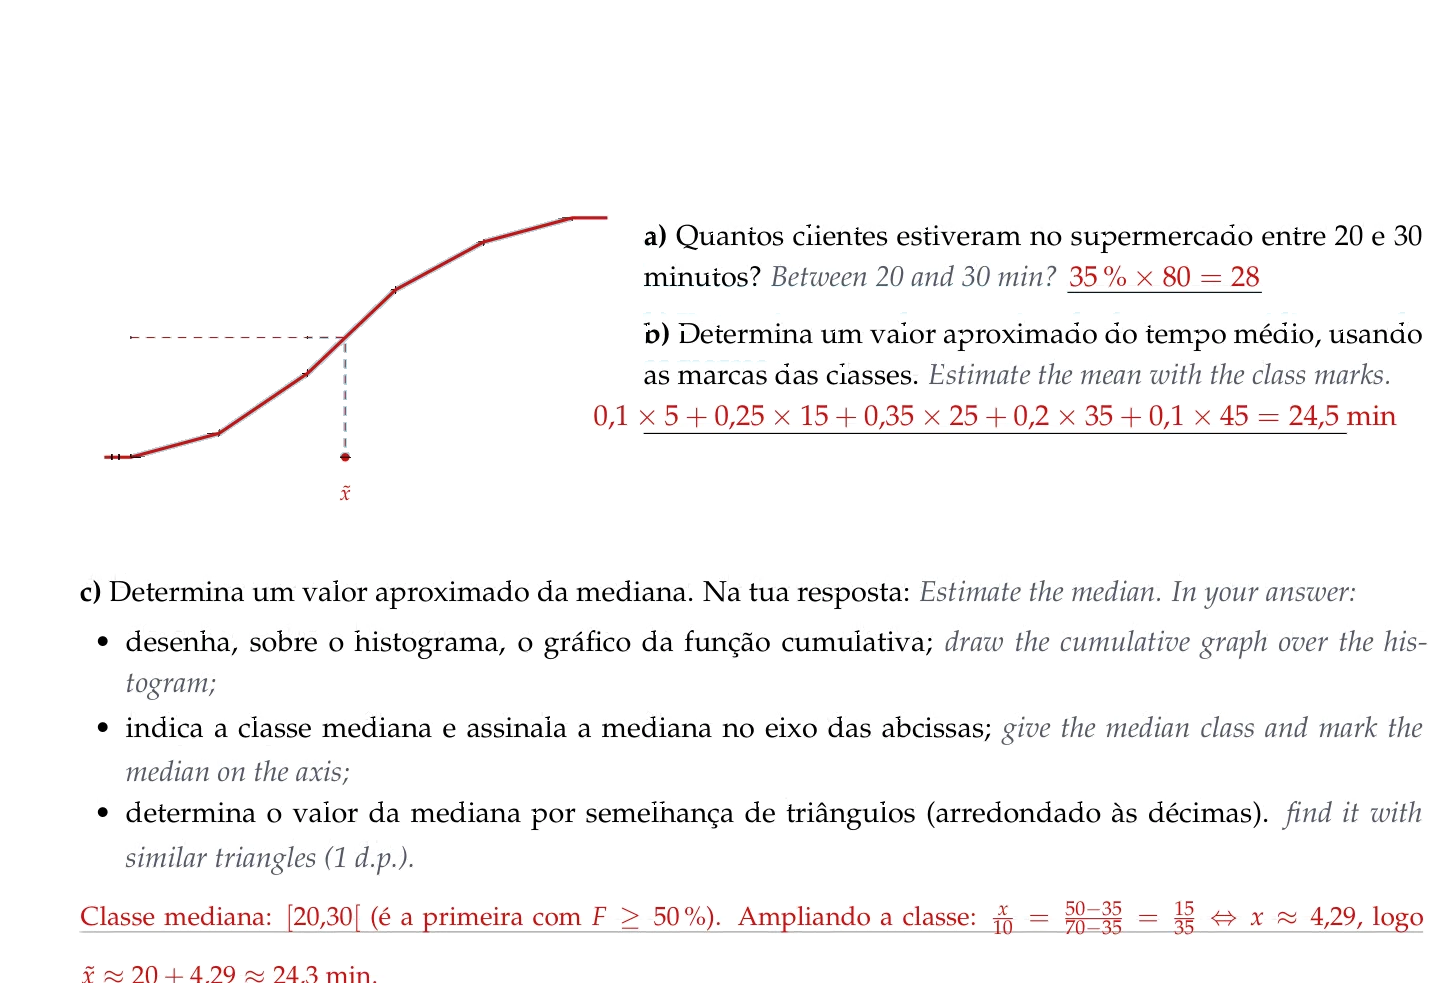 a) Quantos clientes estiveram no supermercado entre 20 e 30
minutos? Between 20 and 30 min? 35 % × 80 = 28
b) Determina um valor aproximado do tempo médio, usando
as marcas das classes. Estimate the mean with the class marks.
0,1 × 5 + 0,25 × 15 + 0,35 × 25 + 0,2 × 35 + 0,1 × 45 = 24,5 min
x̃
c) Determina um valor aproximado da mediana. Na tua resposta: Estimate the median. In your answer:
• desenha, sobre o histograma, o gráfico da função cumulativa; draw the cumulative graph over the his-
togram;
• indica a classe mediana e assinala a mediana no eixo das abcissas; give the median class and mark the
median on the axis;
• determina o valor da mediana por semelhança de triângulos (arredondado às décimas). find it with
similar triangles (1 d.p.).
Classe mediana: [20,30[ (é a primeira com F ≥ 50 %). Ampliando a classe: x/10 = 50−35/70−35 = 15/35 ⇔ x ≈ 4,29, logo
x̃ ≈ 20 + 4,29 ≈ 24,3 min.